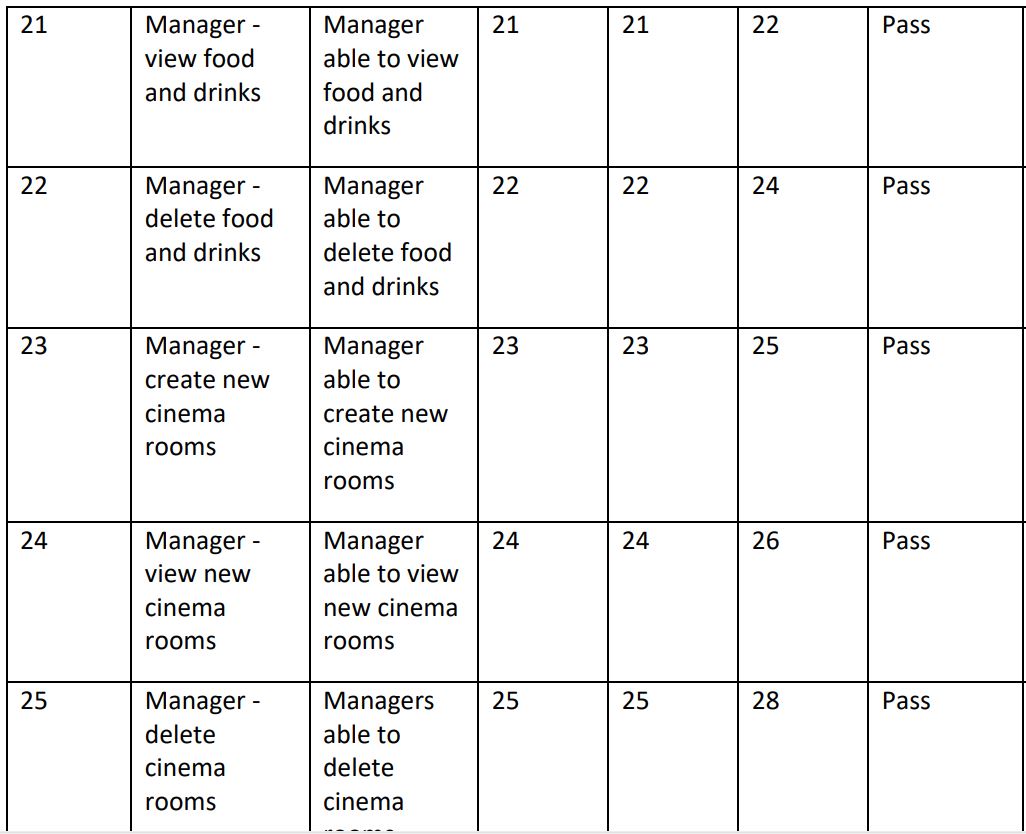 21 Manager - Manager 21 21 22 Pass
view food able to view
and drinks food and
drinks
22 Manager - Manager 22 22 24 Pass
delete food able to
and drinks delete food
and drinks
23 Manager - Manager 23 23 25 Pass
create new able to
cinema create new
rooms cinema
rooms
24 Manager - Manager 24 24 26 Pass
view new able to view
cinema new cinema
rooms rooms
25 Manager - Managers 25 25 28 Pass
delete able to
cinema delete
rooms cinema